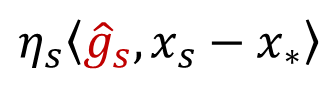 η_s⟨ĝ_s, x_s − x_*⟩